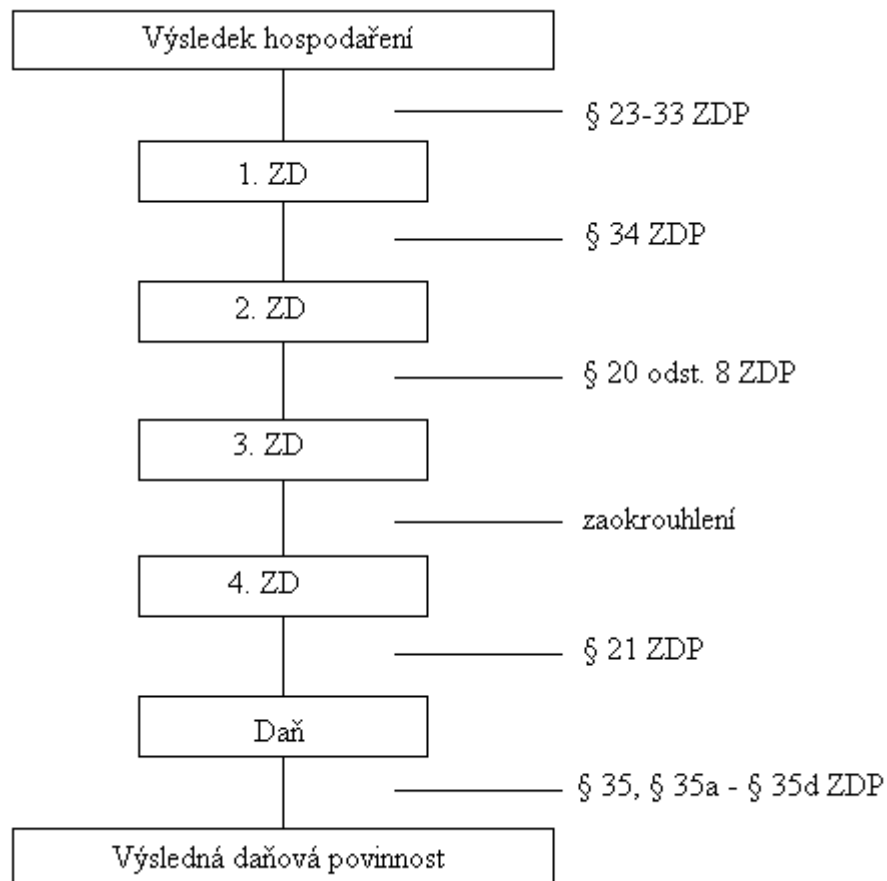 Výsledek hospodaření
§ 23-33 ZDP
1. ZD
§ 34 ZDP
2. ZD
§ 20 odst. 8 ZDP
3. ZD
zaokrouhlení
4. ZD
§ 21 ZDP
Daň
§ 35, § 35a - § 35d ZDP
Výsledná daňová povinnost